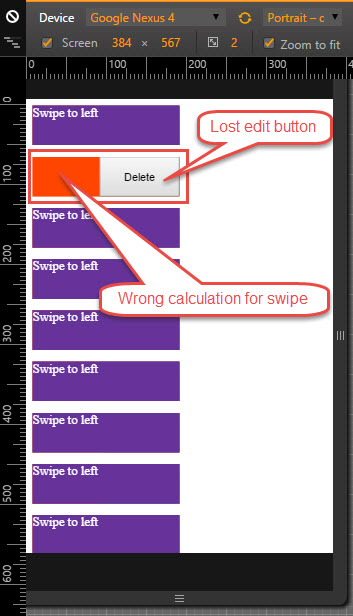 Device Google Nexus 4 Portrait – c
Screen 384 × 567 2 Zoom to fit
0 100 200 300 4
0
100
200
300
400
500
600
Swipe to left
Lost edit button
Delete
Swipe to left
Swipe to left
Wrong calculation for swipe
Swipe to left
Swipe to left
Swipe to left
Swipe to left
Swipe to left